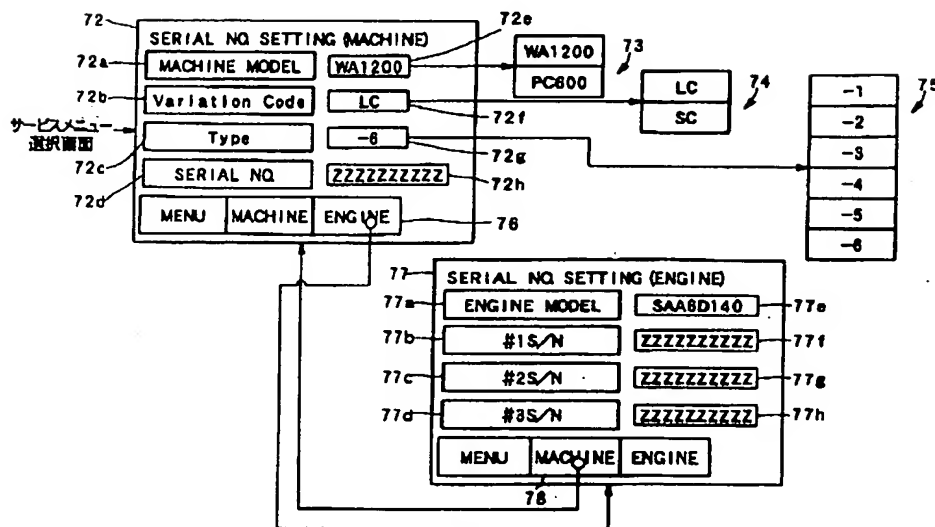 72
SERIAL NO. SETTING (MACHINE)
72e
72a
MACHINE MODEL
WA1200
WA1200
PC600
73
72b
Variation Code
LC
72f
LC
SC
74
サービスメニュー
選択画面
72c
Type
-6
72g
-1
-2
-3
-4
-5
-6
75
72d
SERIAL NO.
ZZZZZZZZZZ
72h
MENU
MACHINE
ENGINE
76
77
SERIAL NO. SETTING (ENGINE)
77a
ENGINE MODEL
SAA6D140
77e
77b
#1S/N
ZZZZZZZZZZ
77f
77c
#2S/N
ZZZZZZZZZZ
77g
77d
#3S/N
ZZZZZZZZZZ
77h
MENU
MACHINE
ENGINE
78